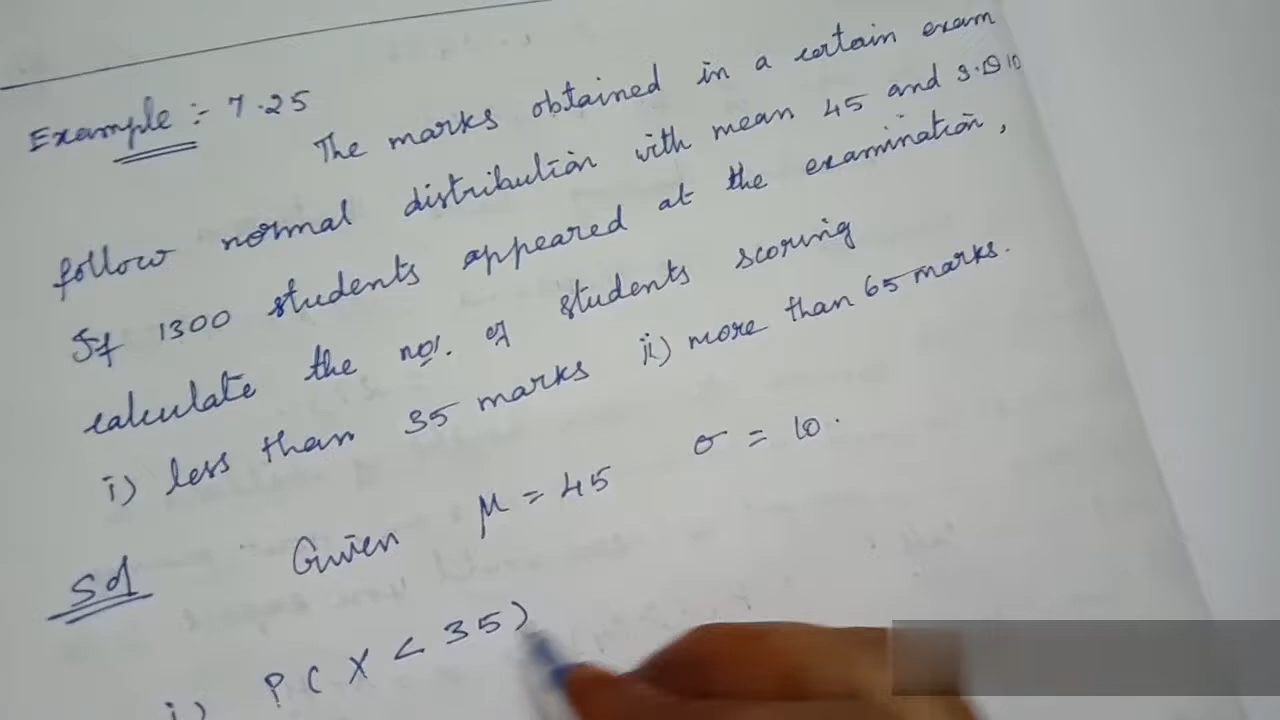 Example :- 7.25
The marks obtained in a certain exam
follow normal distribution with mean 45 and S.D 10
If 1300 students appeared at the examination,
calculate the no. of students scoring
i) less than 35 marks ii) more than 65 marks.
Sol Given μ = 45 σ = 10.
i) P ( X < 35)